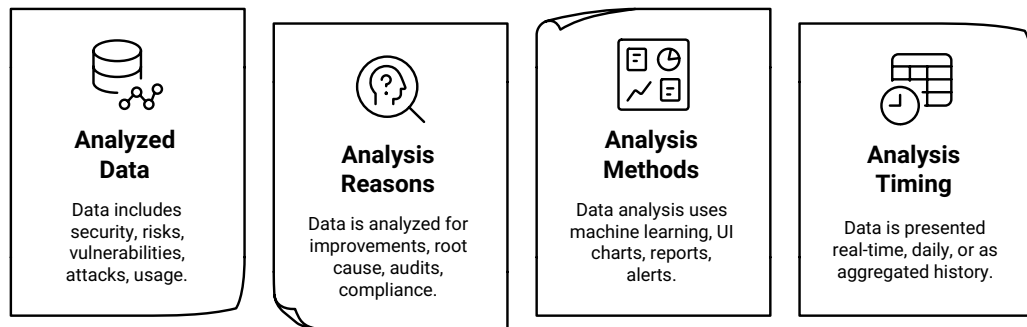 Analyzed
Data
Data includes
security, risks,
vulnerabilities,
attacks, usage.
Analysis
Reasons
Data is analyzed for
improvements, root
cause, audits,
compliance.
Analysis
Methods
Data analysis uses
machine learning, UI
charts, reports,
alerts.
Analysis
Timing
Data is presented
real-time, daily, or as
aggregated history.